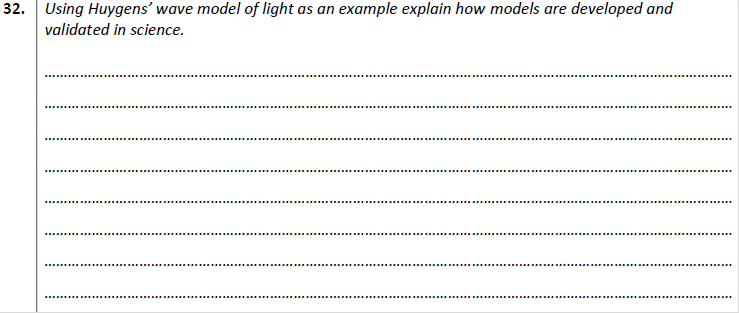 32. Using Huygens' wave model of light as an example explain how models are developed and
validated in science.